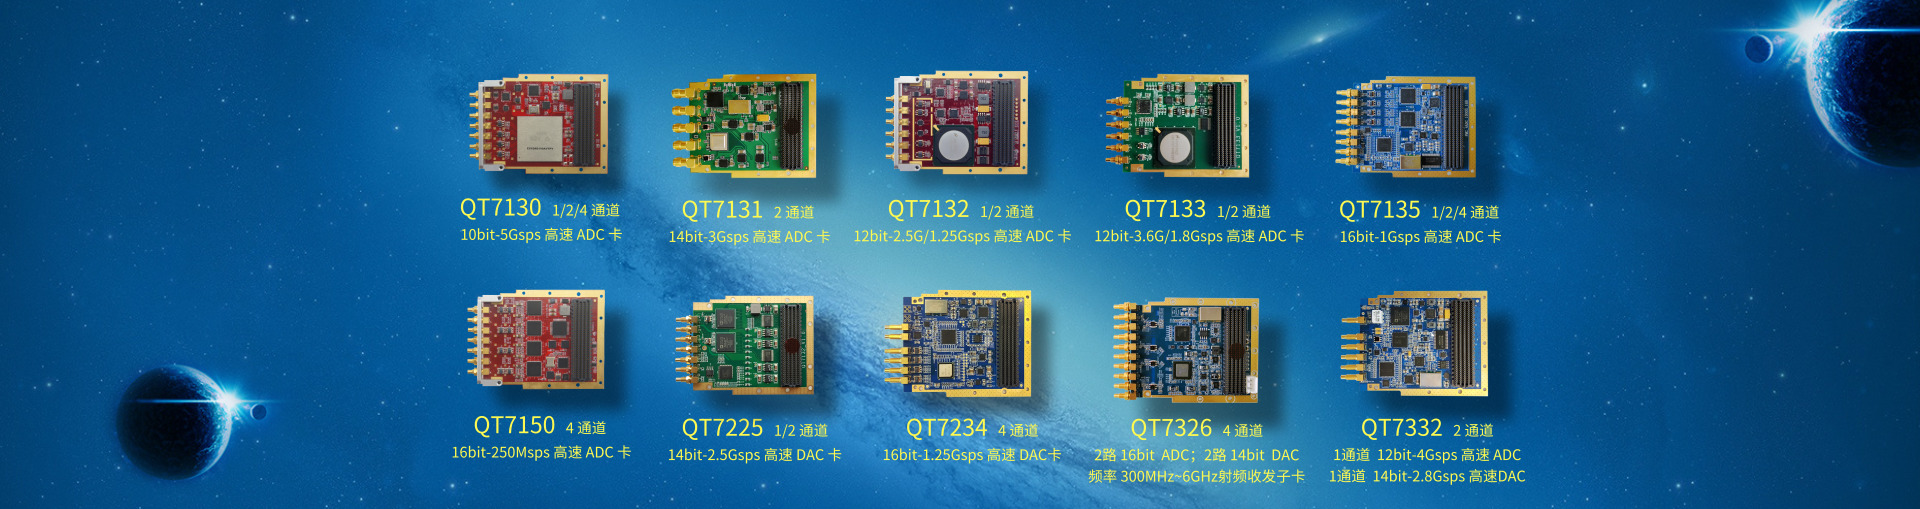 QT7130 1/2/4 通道
10bit-5Gsps 高速 ADC 卡
QT7131 2 通道
14bit-3Gsps 高速 ADC 卡
QT7132 1/2 通道
12bit-2.5G/1.25Gsps 高速 ADC 卡
QT7133 1/2 通道
12bit-3.6G/1.8Gsps 高速 ADC 卡
QT7135 1/2/4 通道
16bit-1Gsps 高速 ADC 卡
QT7150 4 通道
16bit-250Msps 高速 ADC 卡
QT7225 1/2 通道
14bit-2.5Gsps 高速 DAC 卡
QT7234 4 通道
16bit-1.25Gsps 高速 DAC卡
QT7326 4 通道
2路 16bit ADC；2路 14bit DAC
频率 300MHz~6GHz射频收发子卡
QT7332 2 通道
1通道 12bit-4Gsps 高速 ADC
1通道 14bit-2.8Gsps 高速DAC